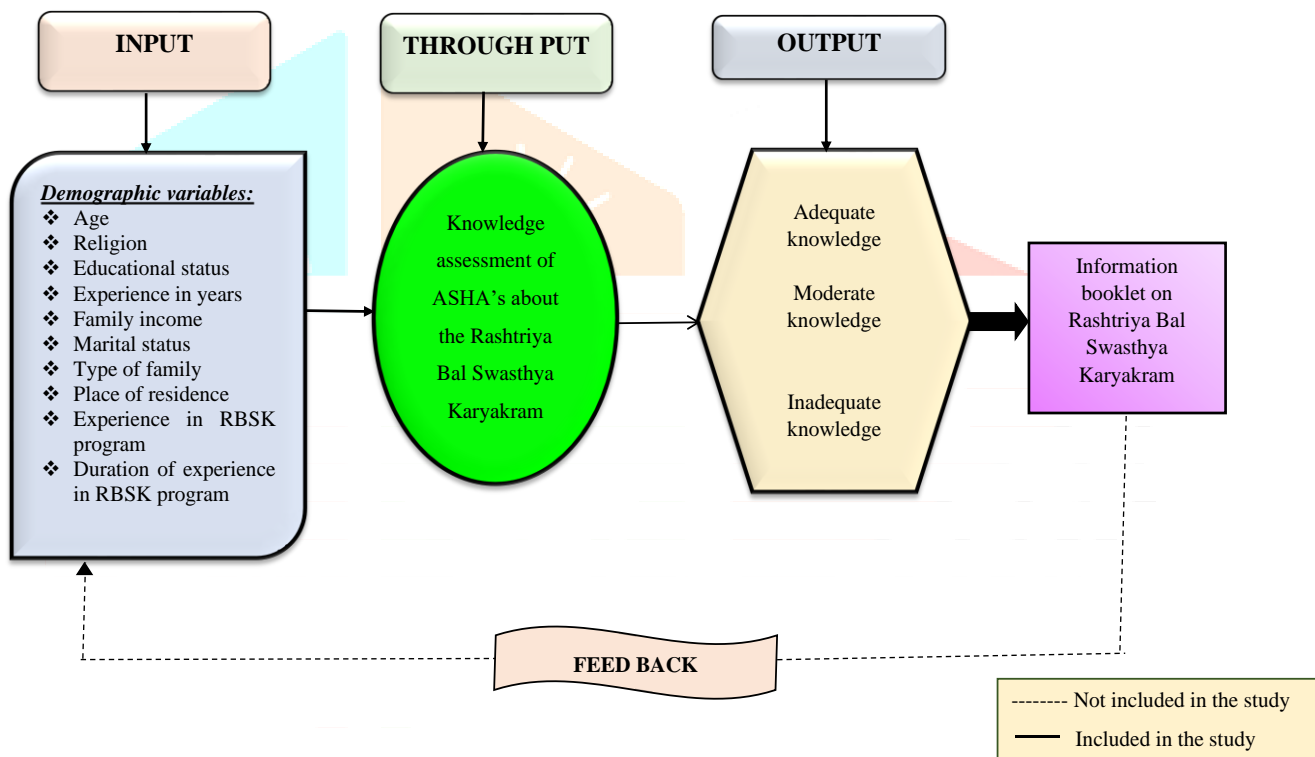 INPUT
THROUGH PUT
OUTPUT
Demographic variables:
❖ Age
❖ Religion
❖ Educational status
❖ Experience in years
❖ Family income
❖ Marital status
❖ Type of family
❖ Place of residence
❖ Experience in RBSK
program
❖ Duration of experience
in RBSK program
Knowledge
assessment of
ASHA's about
the Rashtriya
Bal Swasthya
Karyakram
Adequate
knowledge
Moderate
knowledge
Inadequate
knowledge
Information
booklet on
Rashtriya Bal
Swasthya
Karyakram
FEED BACK
-------- Not included in the study
Included in the study